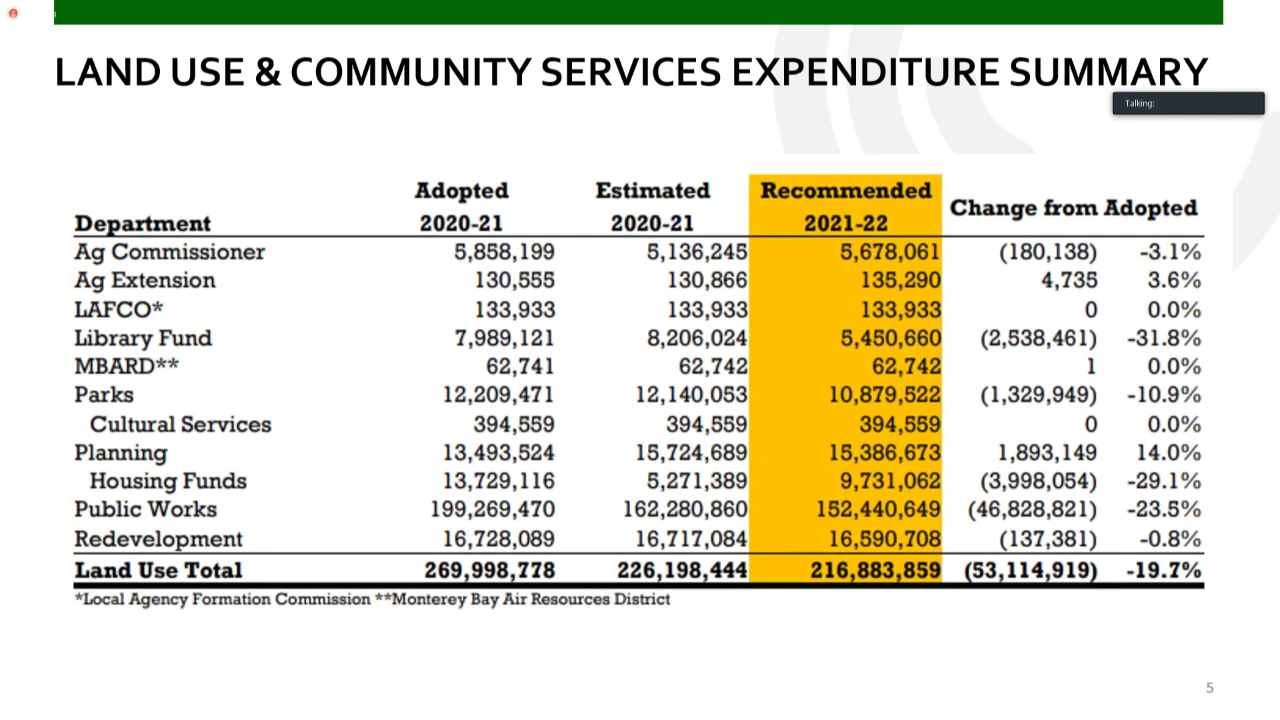 LAND USE & COMMUNITY SERVICES EXPENDITURE SUMMARY
Talking:
Adopted Estimated Recommended Change from Adopted
Department 2020-21 2020-21 2021-22
Ag Commissioner 5,858,199 5,136,245 5,678,061 (180,138) -3.1%
Ag Extension 130,555 130,866 135,290 4,735 3.6%
LAFCO* 133,933 133,933 133,933 0 0.0%
Library Fund 7,989,121 8,206,024 5,450,660 (2,538,461) -31.8%
MBARD** 62,741 62,742 62,742 1 0.0%
Parks 12,209,471 12,140,053 10,879,522 (1,329,949) -10.9%
Cultural Services 394,559 394,559 394,559 0 0.0%
Planning 13,493,524 15,724,689 15,386,673 1,893,149 14.0%
Housing Funds 13,729,116 5,271,389 9,731,062 (3,998,054) -29.1%
Public Works 199,269,470 162,280,860 152,440,649 (46,828,821) -23.5%
Redevelopment 16,728,089 16,717,084 16,590,708 (137,381) -0.8%
Land Use Total 269,998,778 226,198,444 216,883,859 (53,114,919) -19.7%
*Local Agency Formation Commission **Monterey Bay Air Resources District
5